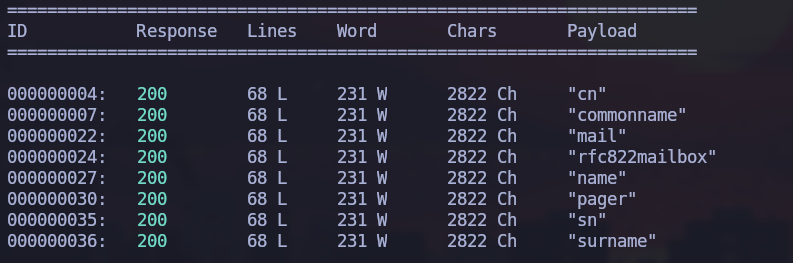 =====================================================================
ID           Response   Lines    Word       Chars       Payload
=====================================================================
000000004:   200        68 L     231 W      2822 Ch     "cn"
000000007:   200        68 L     231 W      2822 Ch     "commonname"
000000022:   200        68 L     231 W      2822 Ch     "mail"
000000024:   200        68 L     231 W      2822 Ch     "rfc822mailbox"
000000027:   200        68 L     231 W      2822 Ch     "name"
000000030:   200        68 L     231 W      2822 Ch     "pager"
000000035:   200        68 L     231 W      2822 Ch     "sn"
000000036:   200        68 L     231 W      2822 Ch     "surname"